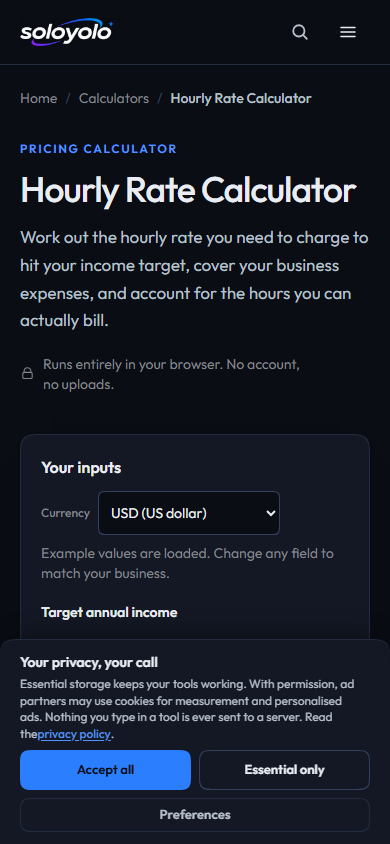 soloyolo
Home / Calculators / Hourly Rate Calculator
PRICING CALCULATOR
Hourly Rate Calculator
Work out the hourly rate you need to charge to
hit your income target, cover your business
expenses, and account for the hours you can
actually bill.
Runs entirely in your browser. No account,
no uploads.
Your inputs
Currency USD (US dollar)
Example values are loaded. Change any field to
match your business.
Target annual income
Your privacy, your call
Essential storage keeps your tools working. With permission, ad
partners may use cookies for measurement and personalised
ads. Nothing you type in a tool is ever sent to a server. Read
theprivacy policy.
Accept all
Essential only
Preferences